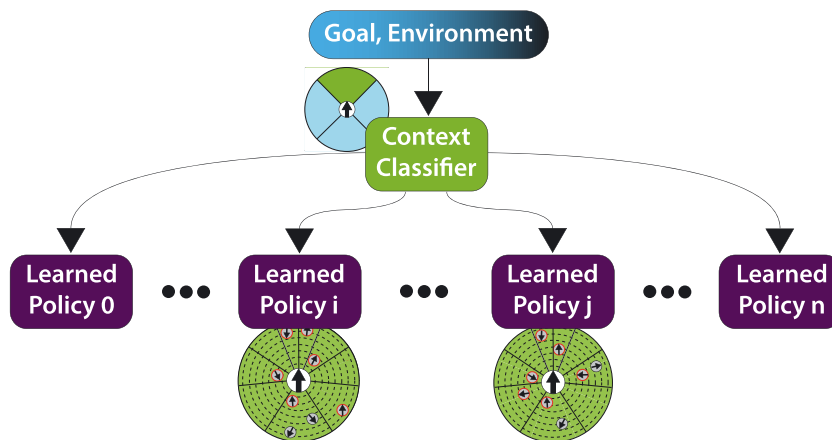 Goal, Environment
Context
Classifier
Learned
Policy 0
Learned
Policy i
Learned
Policy j
Learned
Policy n